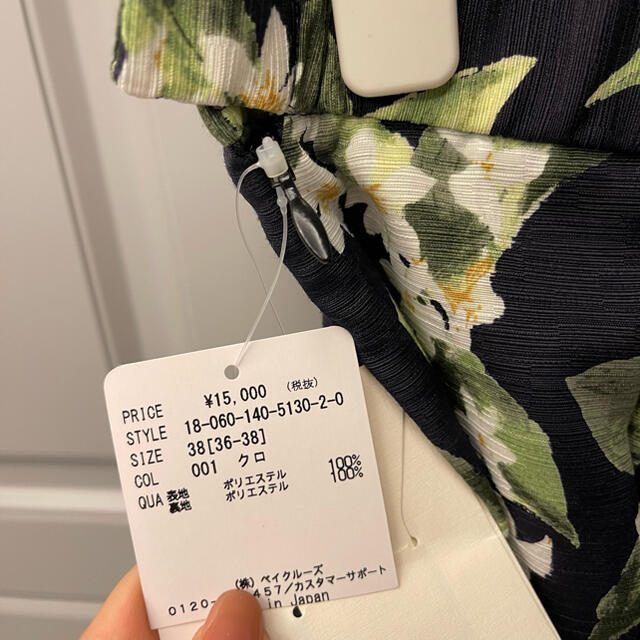 PRICE ¥15,000 (税抜)
STYLE 18-060-140-5130-2-0
SIZE 38[36-38]
COL 001 クロ
QUA 表地 ポリエステル 100%
裏地 ポリエステル 100%
(株) ベイクルーズ
0120- 457/カスタマーサポート
in Japan